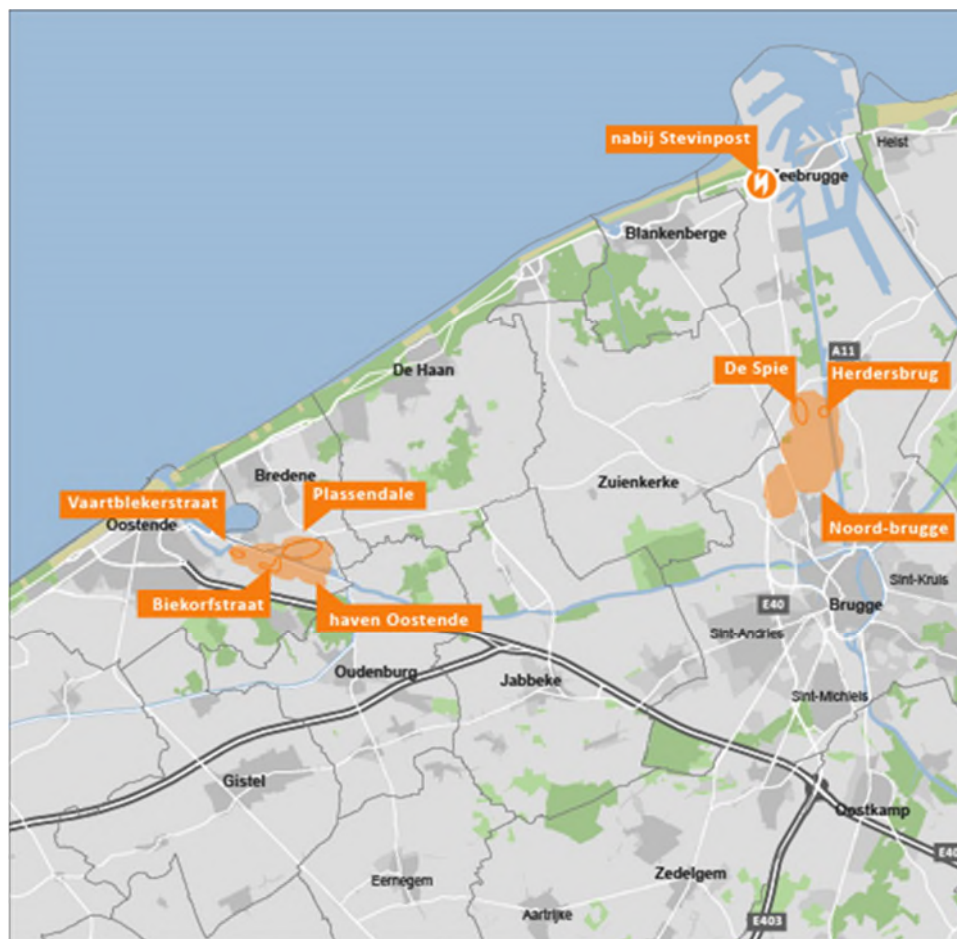 nabij Stevinpost
Heist
Zeebrugge
Blankenberge
A11
De Spie
Herdersbrug
De Haan
Bredene
Plassendale
Zuienkerke
Vaartblekerstraat
Oostende
Noord-brugge
Sint-Kruis
Biekorfstraat
haven Oostende
E40
Brugge
Sint-Andries
Oudenburg
Jabbeke
Sint-Michiels
Gistel
Oostkamp
E40
Eernegem
Zedelgem
Aartrijke
E403